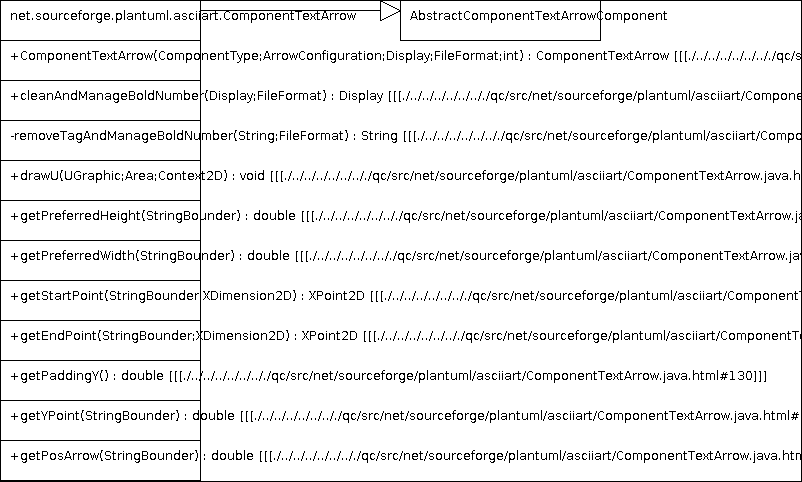 net.sourceforge.plantuml.asciiart.ComponentTextArrow
AbstractComponentTextArrowComponent
+ComponentTextArrow(ComponentType;ArrowConfiguration;Display;FileFormat;int) : ComponentTextArrow [[[./../../../../../../qc/s
+cleanAndManageBoldNumber(Display;FileFormat) : Display [[[./../../../../../../qc/src/net/sourceforge/plantuml/asciiart/Compone
-removeTagAndManageBoldNumber(String;FileFormat) : String [[[./../../../../../../qc/src/net/sourceforge/plantuml/asciiart/Compo
+drawU(UGraphic;Area;Context2D) : void [[[./../../../../../../qc/src/net/sourceforge/plantuml/asciiart/ComponentTextArrow.java.h
+getPreferredHeight(StringBounder) : double [[[./../../../../../../qc/src/net/sourceforge/plantuml/asciiart/ComponentTextArrow.j
+getPreferredWidth(StringBounder) : double [[[./../../../../../../qc/src/net/sourceforge/plantuml/asciiart/ComponentTextArrow.ja
+getStartPoint(StringBounder;XDimension2D) : XPoint2D [[[./../../../../../../qc/src/net/sourceforge/plantuml/asciiart/ComponentT
+getEndPoint(StringBounder;XDimension2D) : XPoint2D [[[./../../../../../../qc/src/net/sourceforge/plantuml/asciiart/ComponentTe
+getPaddingY() : double [[[./../../../../../../qc/src/net/sourceforge/plantuml/asciiart/ComponentTextArrow.java.html#130]]]
+getYPoint(StringBounder) : double [[[./../../../../../../qc/src/net/sourceforge/plantuml/asciiart/ComponentTextArrow.java.html#
+getPosArrow(StringBounder) : double [[[./../../../../../../qc/src/net/sourceforge/plantuml/asciiart/ComponentTextArrow.java.htm